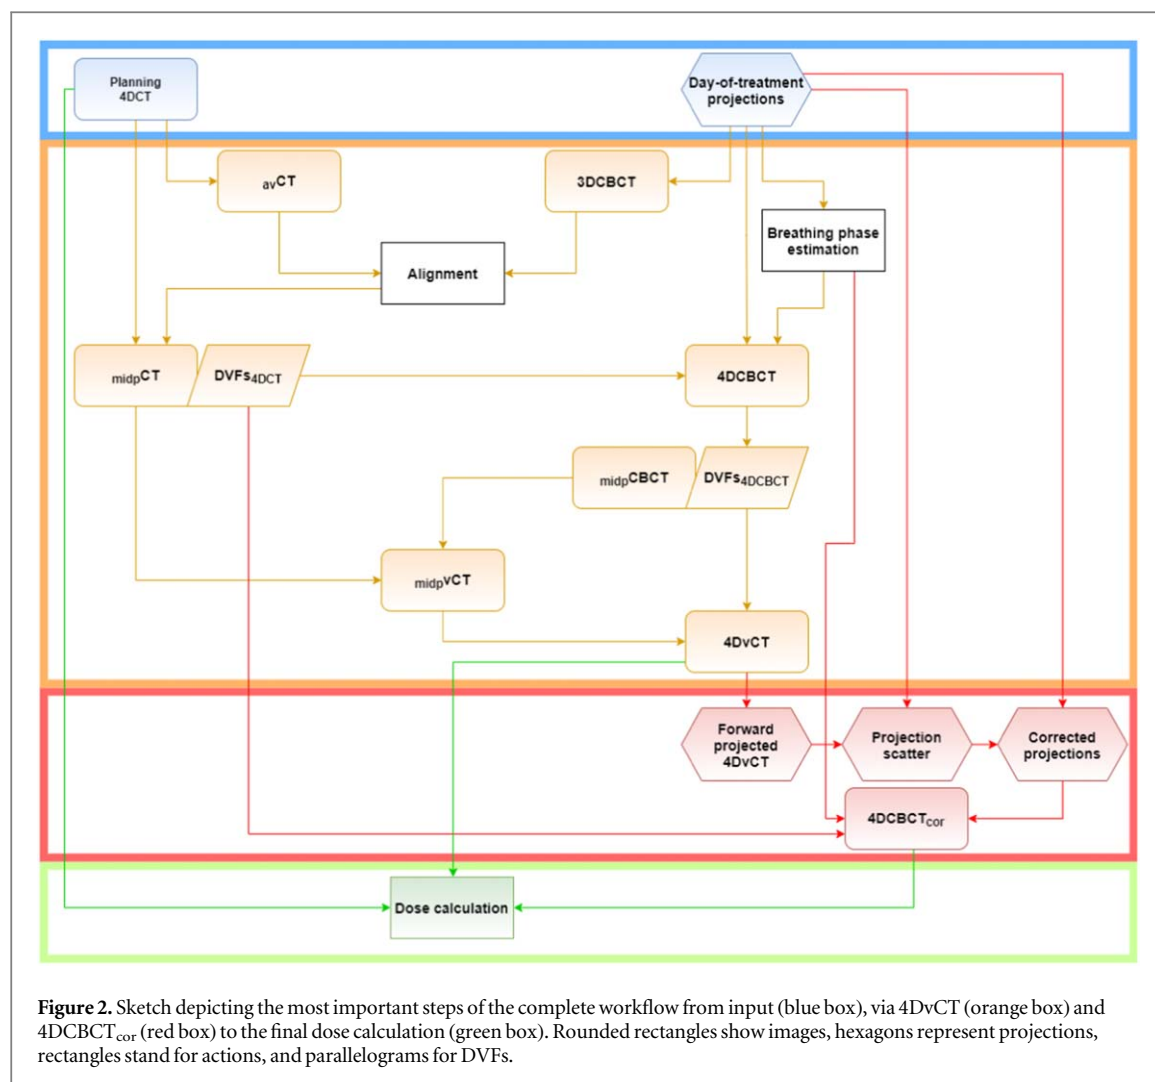 Planning
4DCT
Day-of-treatment
projections
avCT
3DCBCT
Breathing phase
estimation
Alignment
midpCT
DVFs4DCT
4DCBCT
midpCBCT
DVFs4DCBCT
midpvCT
4DvCT
Forward
projected
4DvCT
Projection
scatter
Corrected
projections
4DCBCTcor
Dose calculation
Figure 2. Sketch depicting the most important steps of the complete workflow from input (blue box), via 4DvCT (orange box) and
4DCBCTcor (red box) to the final dose calculation (green box). Rounded rectangles show images, hexagons represent projections,
rectangles stand for actions, and parallelograms for DVFs.